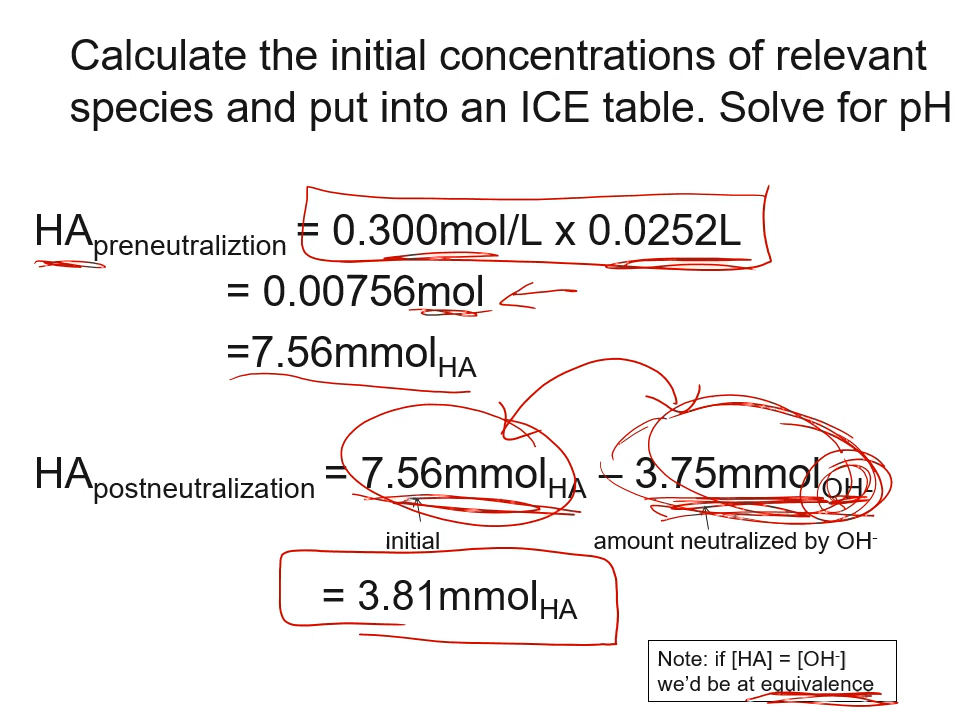 Calculate the initial concentrations of relevant
species and put into an ICE table. Solve for pH
HApreneutraliztion = 0.300mol/L x 0.0252L
= 0.00756mol
=7.56mmolHA
HApostneutralization = 7.56mmolHA – 3.75mmolOH-
initial amount neutralized by OH-
= 3.81mmolHA
Note: if [HA] = [OH-]
we'd be at equivalence